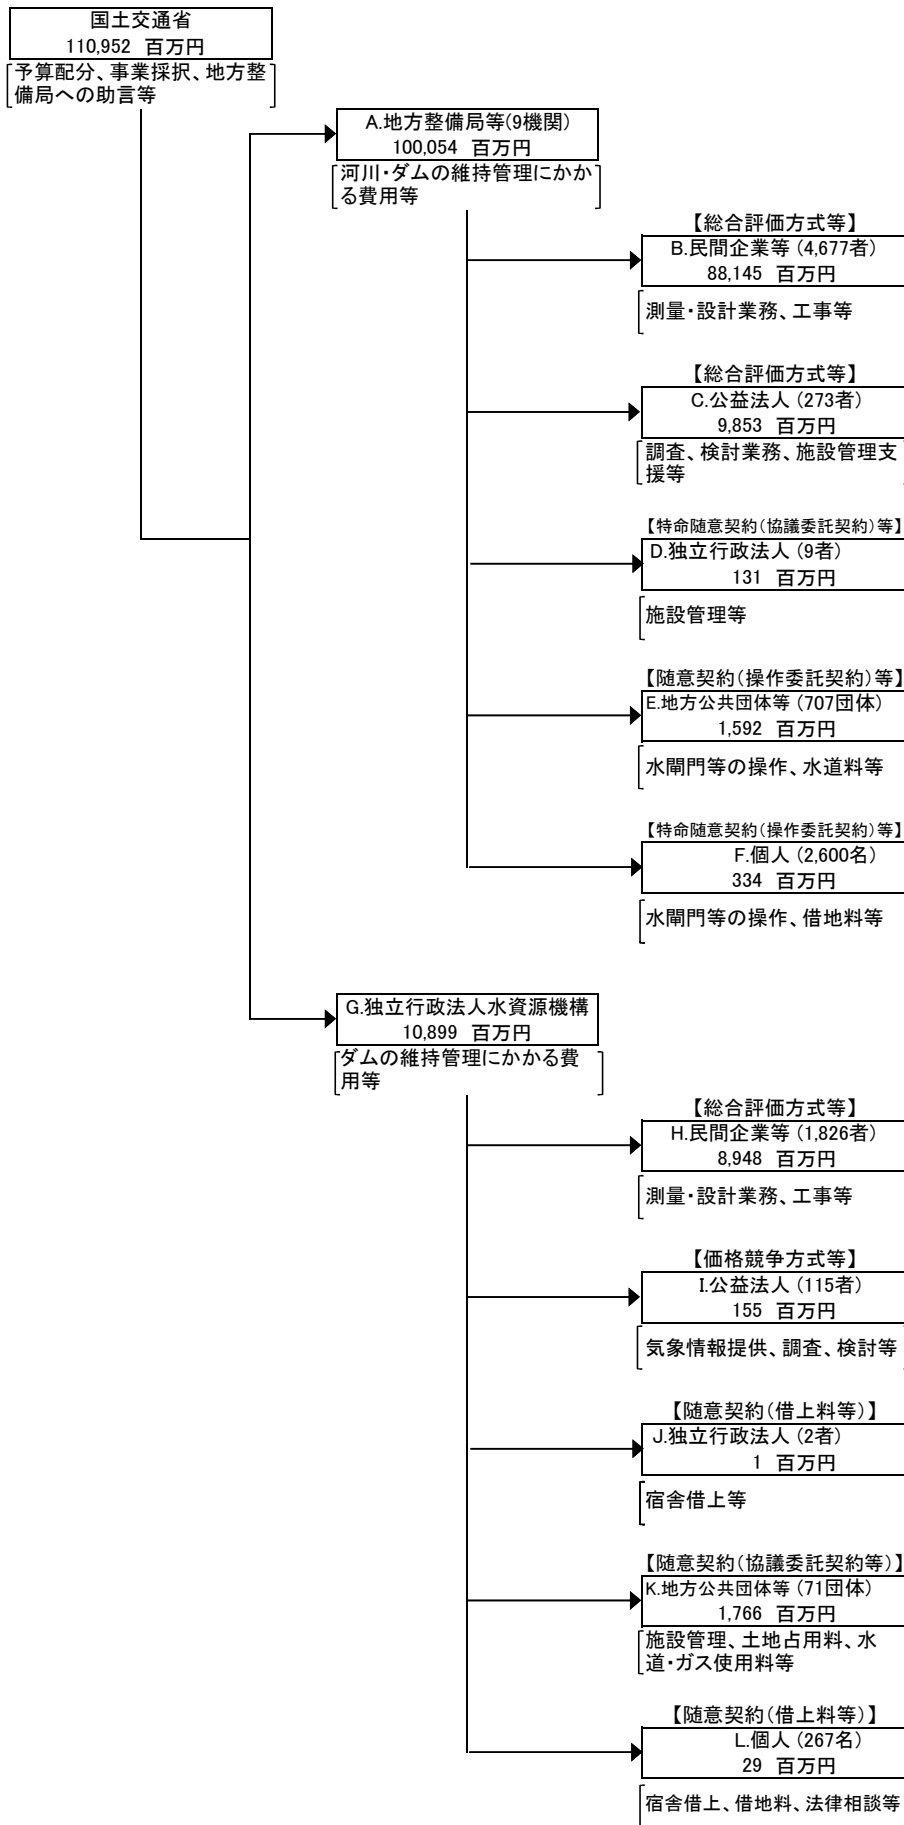 国土交通省
110,952 百万円
予算配分、事業採択、地方整
備局への助言等
A.地方整備局等(9機関)
100,054 百万円
河川・ダムの維持管理にかか
る費用等
【総合評価方式等】
B.民間企業等 (4,677者)
88,145 百万円
測量・設計業務、工事等
【総合評価方式等】
C.公益法人 (273者)
9,853 百万円
調査、検討業務、施設管理支
援等
【特命随意契約(協議委託契約)等】
D.独立行政法人 (9者)
131 百万円
施設管理等
【随意契約(操作委託契約)等】
E.地方公共団体等 (707団体)
1,592 百万円
水閘門等の操作、水道料等
【特命随意契約(操作委託契約)等】
F.個人 (2,600名)
334 百万円
水閘門等の操作、借地料等
G.独立行政法人水資源機構
10,899 百万円
ダムの維持管理にかかる費
用等
【総合評価方式等】
H.民間企業等 (1,826者)
8,948 百万円
測量・設計業務、工事等
【価格競争方式等】
I.公益法人 (115者)
155 百万円
気象情報提供、調査、検討等
【随意契約(借上料等)】
J.独立行政法人 (2者)
1 百万円
宿舎借上等
【随意契約(協議委託契約等)】
K.地方公共団体等 (71団体)
1,766 百万円
施設管理、土地占用料、水
道・ガス使用料等
【随意契約(借上料等)】
L.個人 (267名)
29 百万円
宿舎借上、借地料、法律相談等